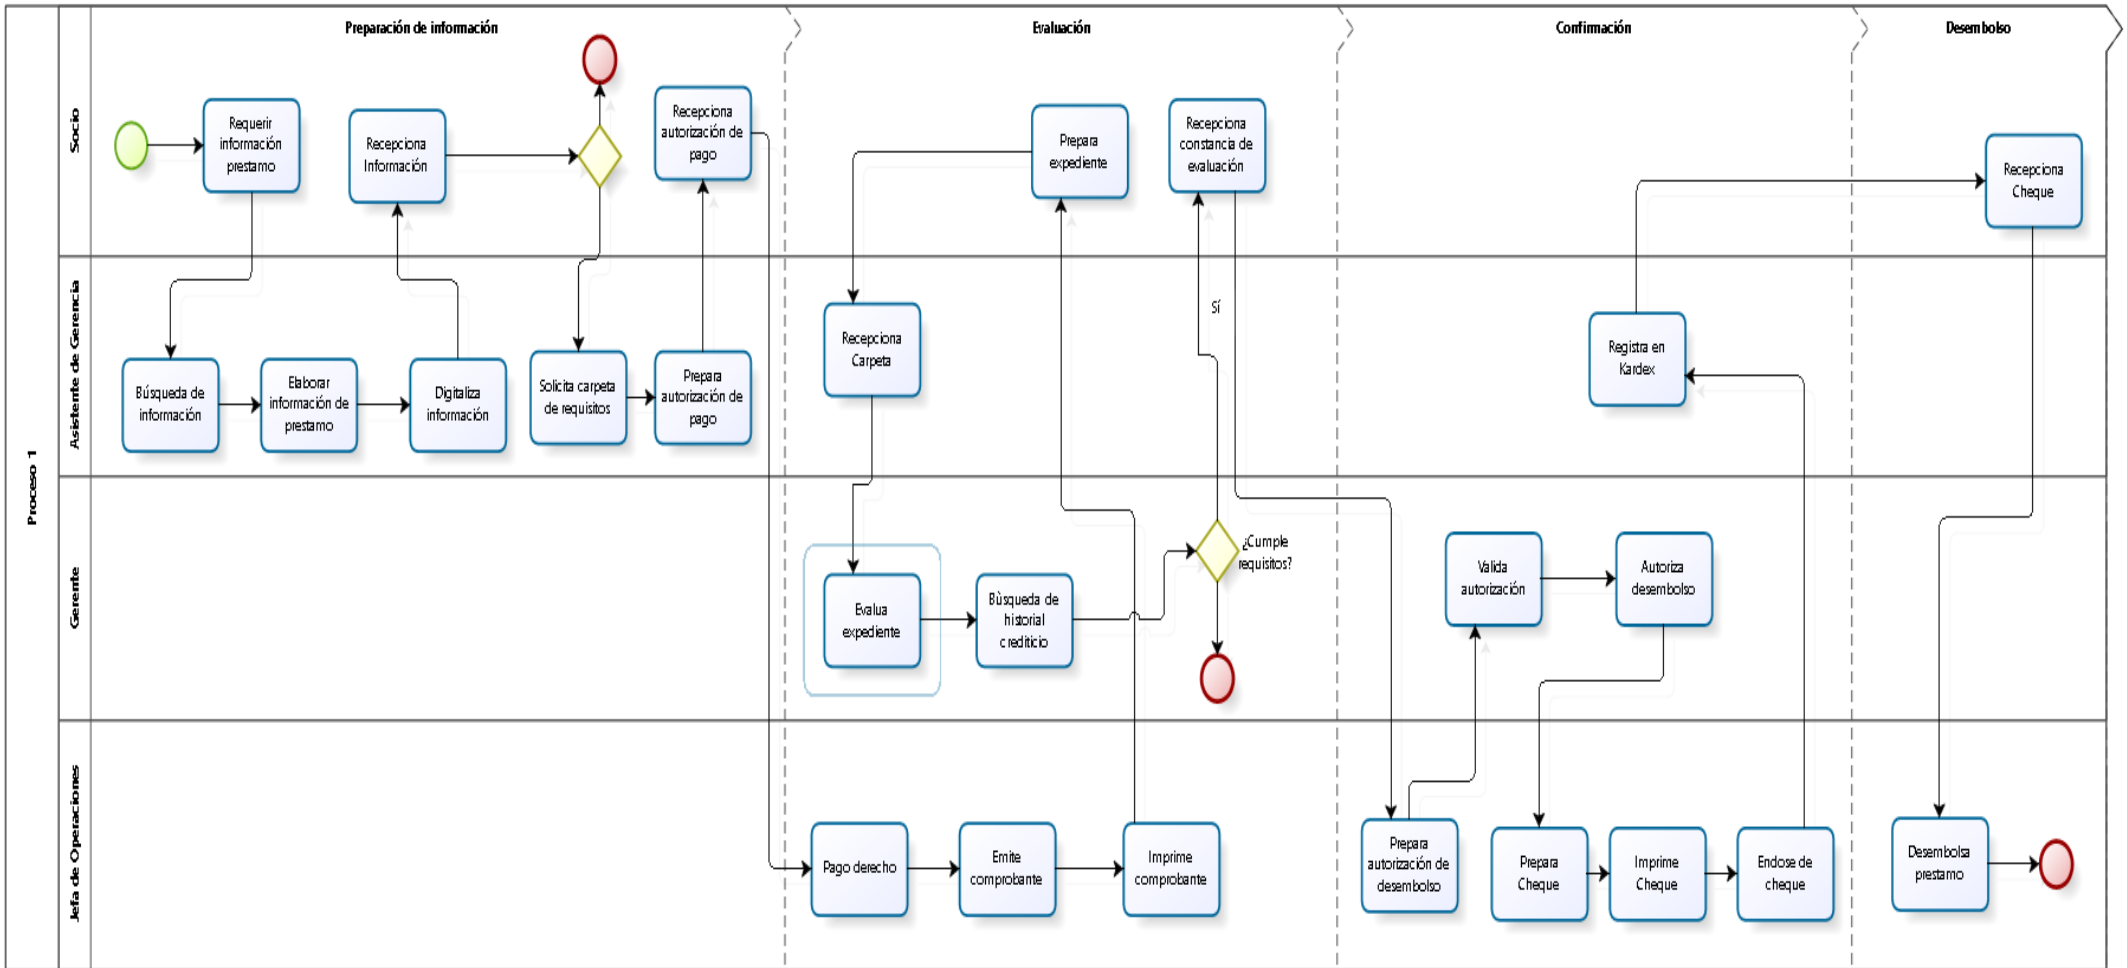 Preparación de información
Evaluación
Confirmación
Desembolso
Proceso 1
Socio
Requerir
información
prestamo
Recepciona
Información
Recepciona
autorización de
pago
Prepara
expediente
Recepciona
constancia de
evaluación
Recepciona
Cheque
Asistente de Gerencia
Búsqueda de
información
Elaborar
información de
prestamo
Digitaliza
información
Solicita carpeta
de requisitos
Prepara
autorización de
pago
Recepciona
Carpeta
Sí
Registra en
Kardex
Gerente
Evalua
expediente
Bùsqueda de
historial
crediticio
¿Cumple
requisitos?
Valida
autorización
Autoriza
desembolso
Jefa de Operaciones
Pago derecho
Emite
comprobante
Imprime
comprobante
Prepara
autorización de
desembolso
Prepara
Cheque
Imprime
Cheque
Endose de
cheque
Desembolsa
prestamo